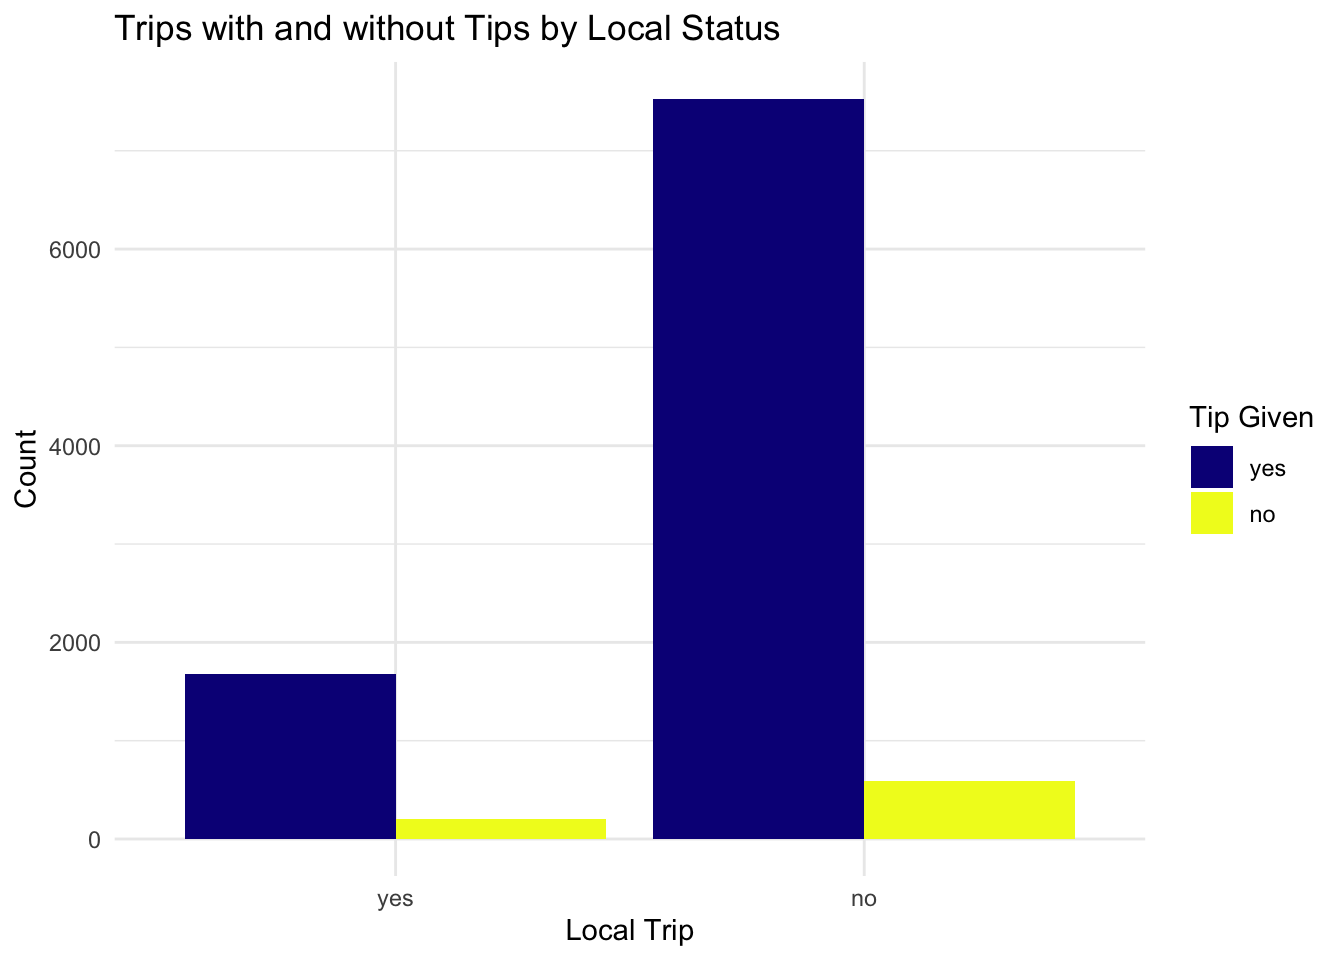 Trips with and without Tips by Local Status
Count
6000
4000
2000
0
yes
no
Local Trip
Tip Given
yes
no